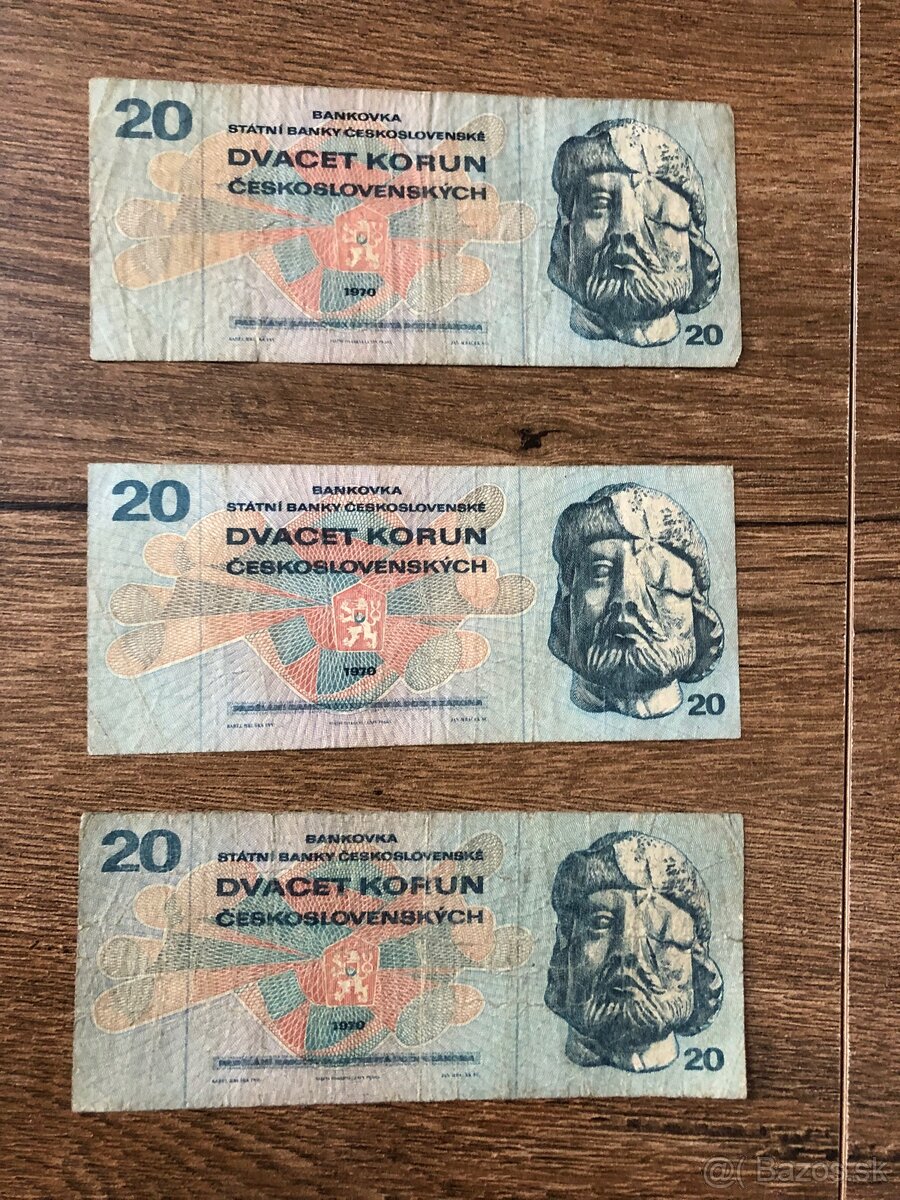 20
BANKOVKA
STÁTNÍ BANKY ČESKOSLOVENSKÉ
DVACET KORUN
ČESKOSLOVENSKÝCH
1970
20
20
BANKOVKA
STÁTNÍ BANKY ČESKOSLOVENSKÉ
DVACET KORUN
ČESKOSLOVENSKÝCH
1970
20
20
BANKOVKA
STÁTNÍ BANKY ČESKOSLOVENSKÉ
DVACET KORUN
ČESKOSLOVENSKÝCH
1970
20
Bazos.sk